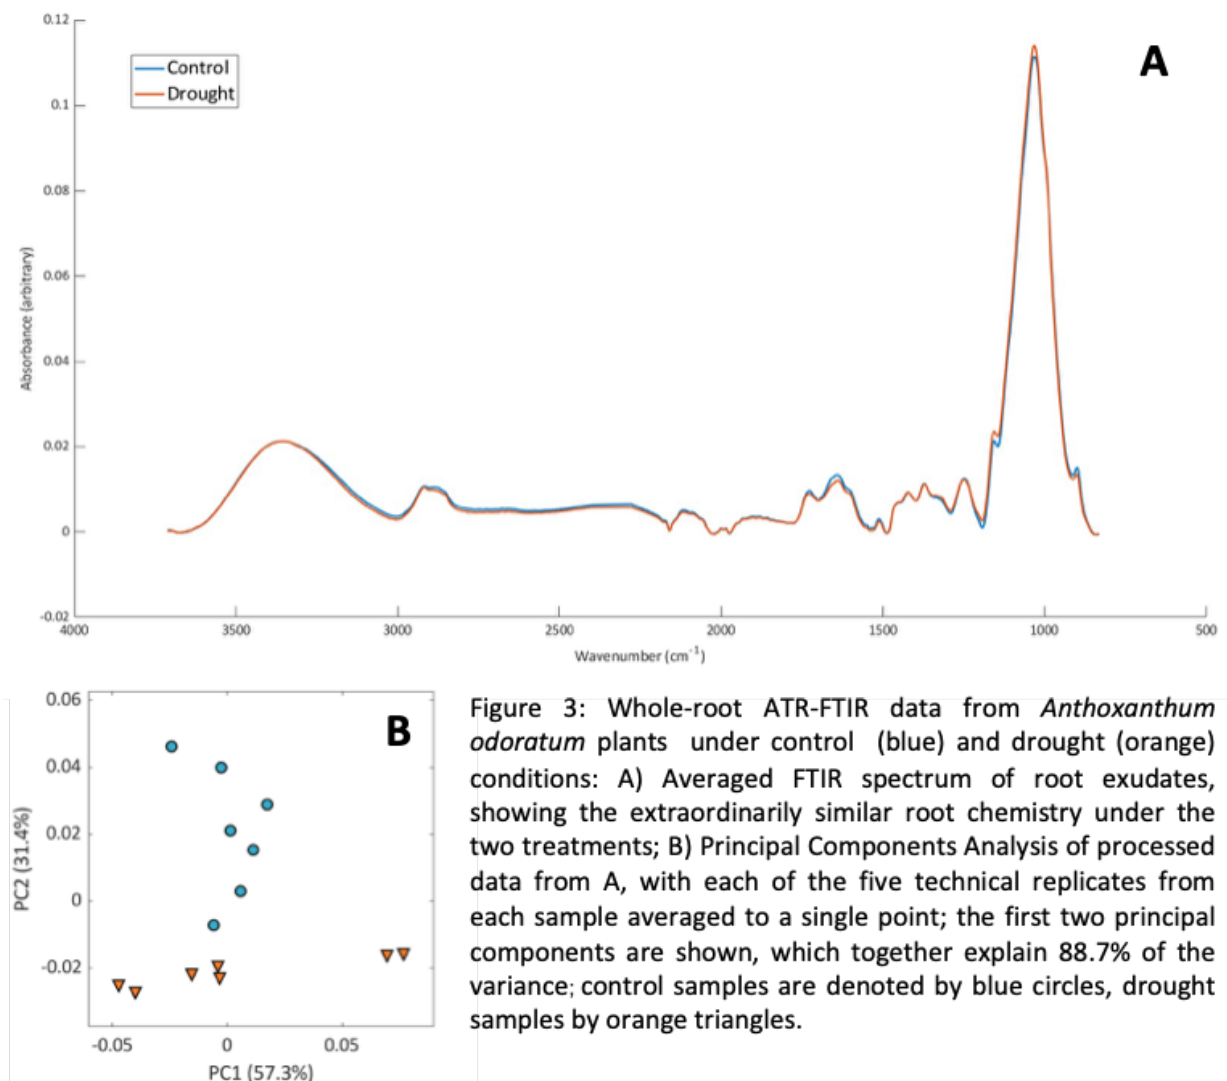 0.12
Control
Drought
A
0.1
0.08
0.06
0.04
0.02
0
-0.02
Absorbance (arbitrary)
4000 3500 3000 2500 2000 1500 1000 500
Wavenumber (cm⁻¹)
0.06
0.04
0.02
0
-0.02
PC2 (31.4%)
B
-0.05 0 0.05
PC1 (57.3%)
Figure 3: Whole-root ATR-FTIR data from Anthoxanthum
odoratum plants under control (blue) and drought (orange)
conditions: A) Averaged FTIR spectrum of root exudates,
showing the extraordinarily similar root chemistry under the
two treatments; B) Principal Components Analysis of processed
data from A, with each of the five technical replicates from
each sample averaged to a single point; the first two principal
components are shown, which together explain 88.7% of the
variance; control samples are denoted by blue circles, drought
samples by orange triangles.